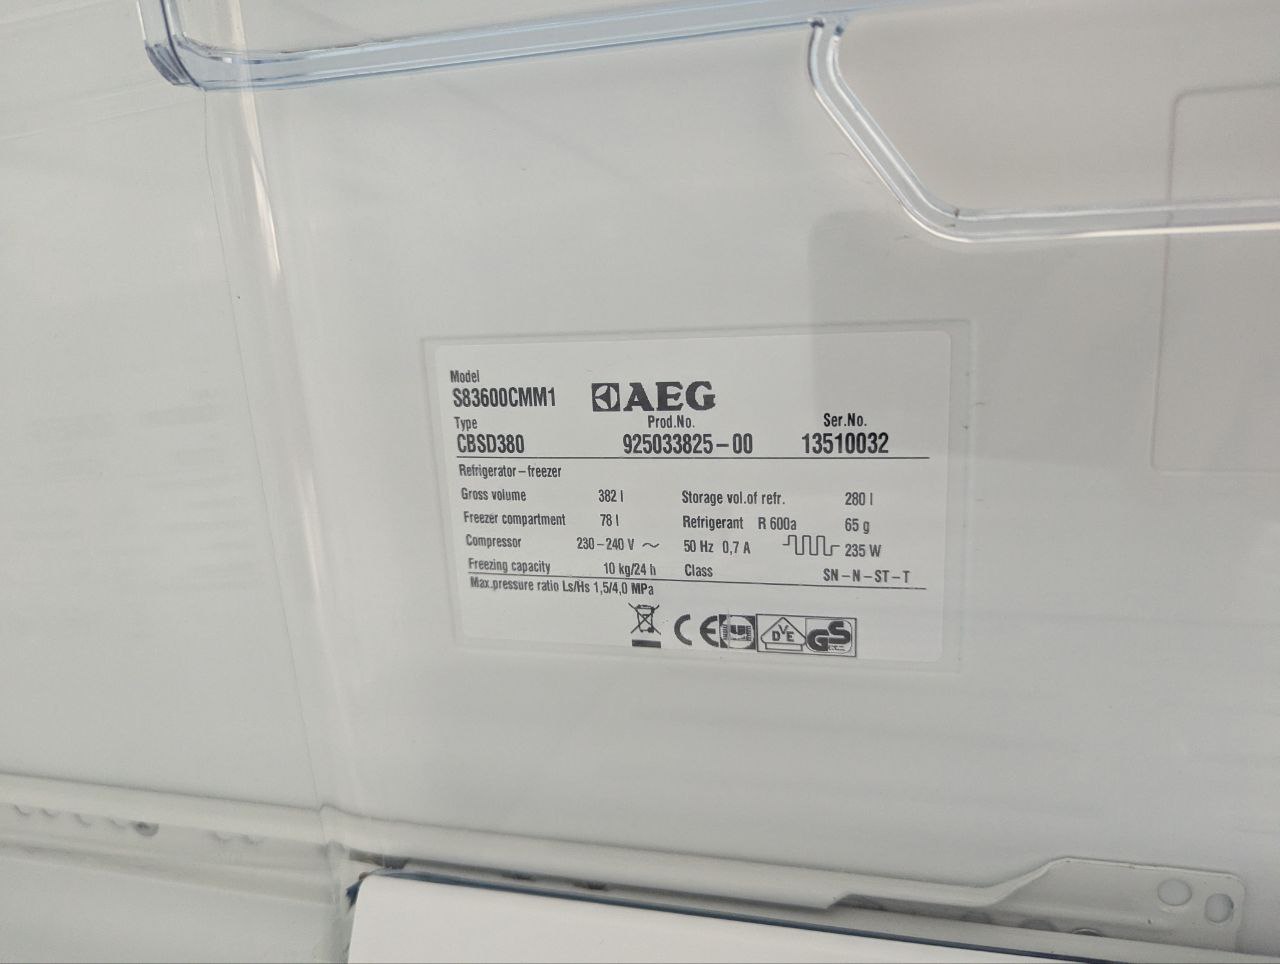 Model
S83600CMM1 AEG
Type Prod.No. Ser.No.
CBSD380 925033825-00 13510032
Refrigerator-freezer
Gross volume 382 l Storage vol.of refr. 280 l
Freezer compartment 78 l Refrigerant R 600a 65 g
Compressor 230-240 V ~ 50 Hz 0,7 A 235 W
Freezing capacity 10 kg/24 h Class SN-N-ST-T
Max.pressure ratio Ls/Hs 1,5/4,0 MPa
CE DVE GS